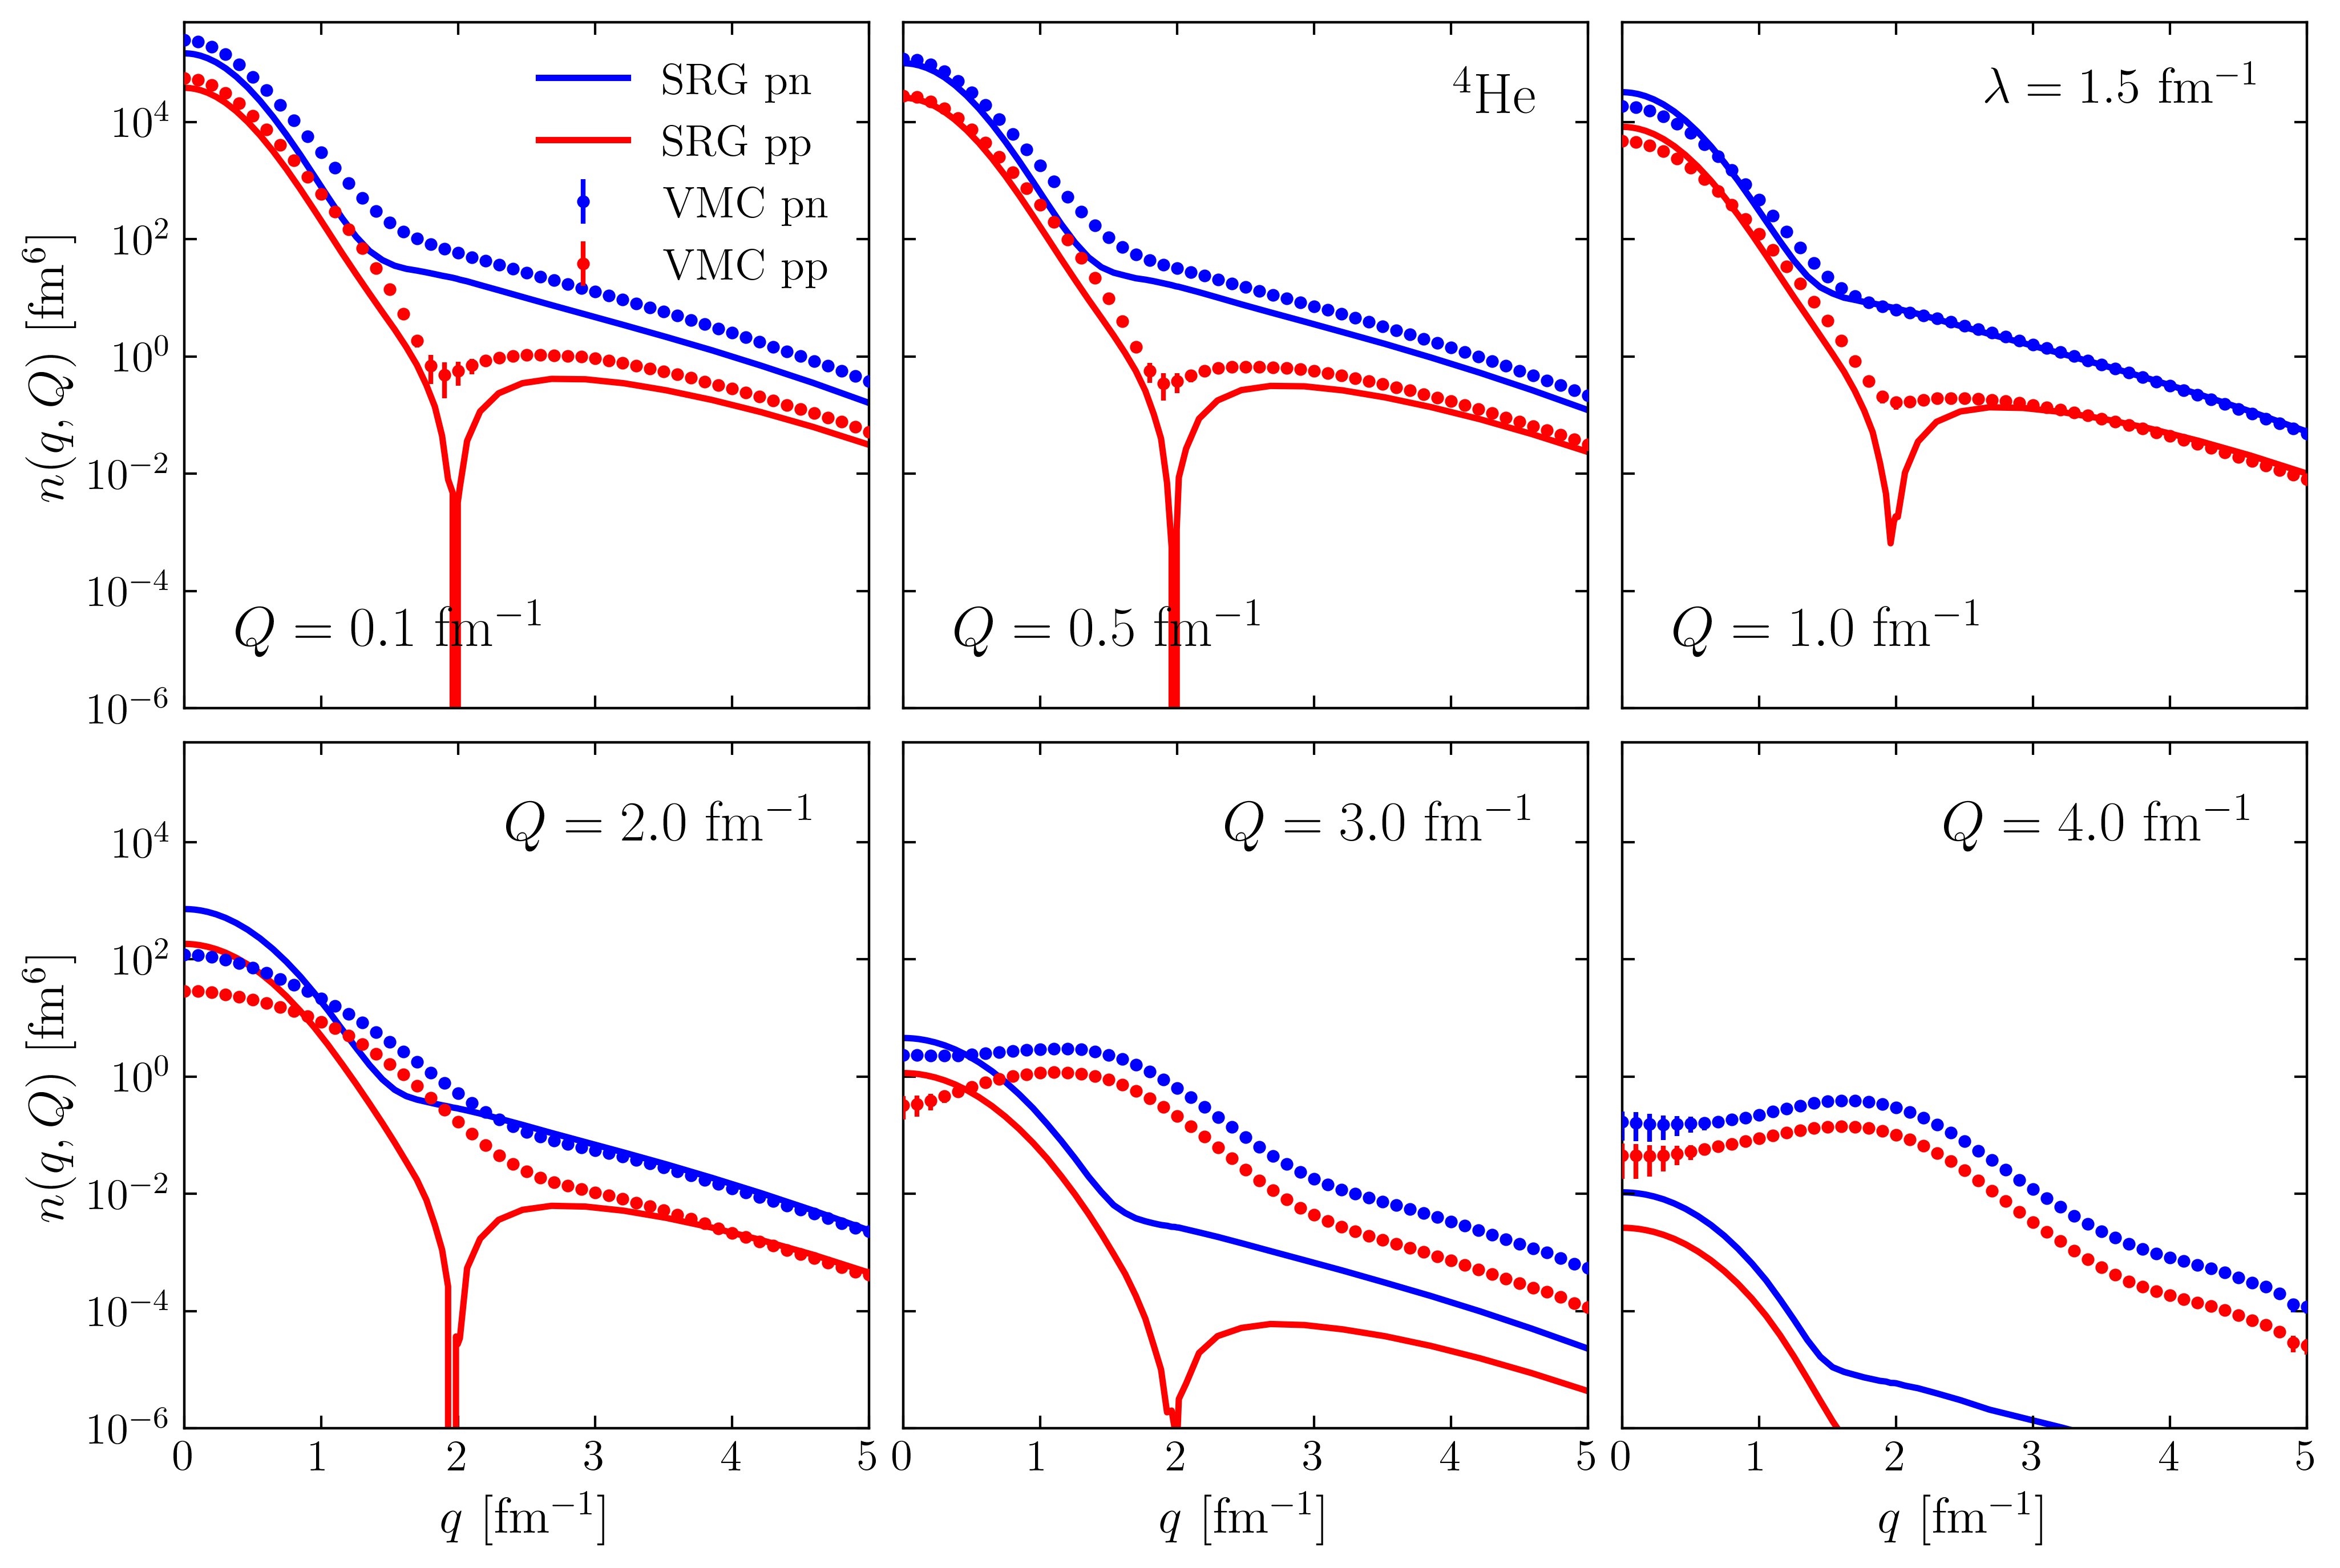 SRG pn
SRG pp
VMC pn
VMC pp
⁴He
λ = 1.5 fm⁻¹
n(q, Q) [fm⁶]
10⁴
10²
10⁰
10⁻²
10⁻⁴
10⁻⁶
Q = 0.1 fm⁻¹
Q = 0.5 fm⁻¹
Q = 1.0 fm⁻¹
Q = 2.0 fm⁻¹
Q = 3.0 fm⁻¹
Q = 4.0 fm⁻¹
n(q, Q) [fm⁶]
10⁴
10²
10⁰
10⁻²
10⁻⁴
10⁻⁶
0 1 2 3 4 5
0 1 2 3 4 5
0 1 2 3 4 5
q [fm⁻¹]
q [fm⁻¹]
q [fm⁻¹]